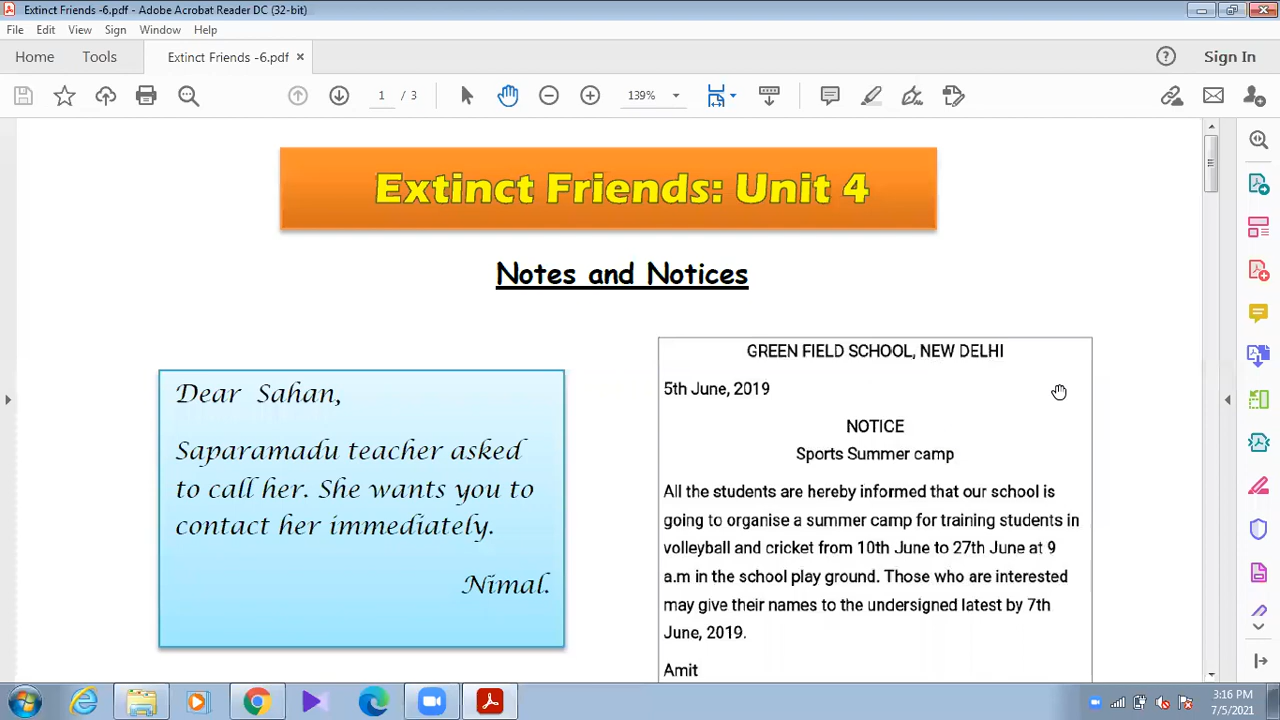 Extinct Friends -6.pdf - Adobe Acrobat Reader DC (32-bit)
File Edit View Sign Window Help
Home Tools Extinct Friends -6.pdf × Sign In
1 / 3 139%
Extinct Friends: Unit 4
Notes and Notices
Dear Sahan,
Saparamadu teacher asked
to call her. She wants you to
contact her immediately.
Nimal.
GREEN FIELD SCHOOL, NEW DELHI
5th June, 2019
NOTICE
Sports Summer camp
All the students are hereby informed that our school is
going to organise a summer camp for training students in
volleyball and cricket from 10th June to 27th June at 9
a.m in the school play ground. Those who are interested
may give their names to the undersigned latest by 7th
June, 2019.
Amit
3:16 PM
7/5/2021